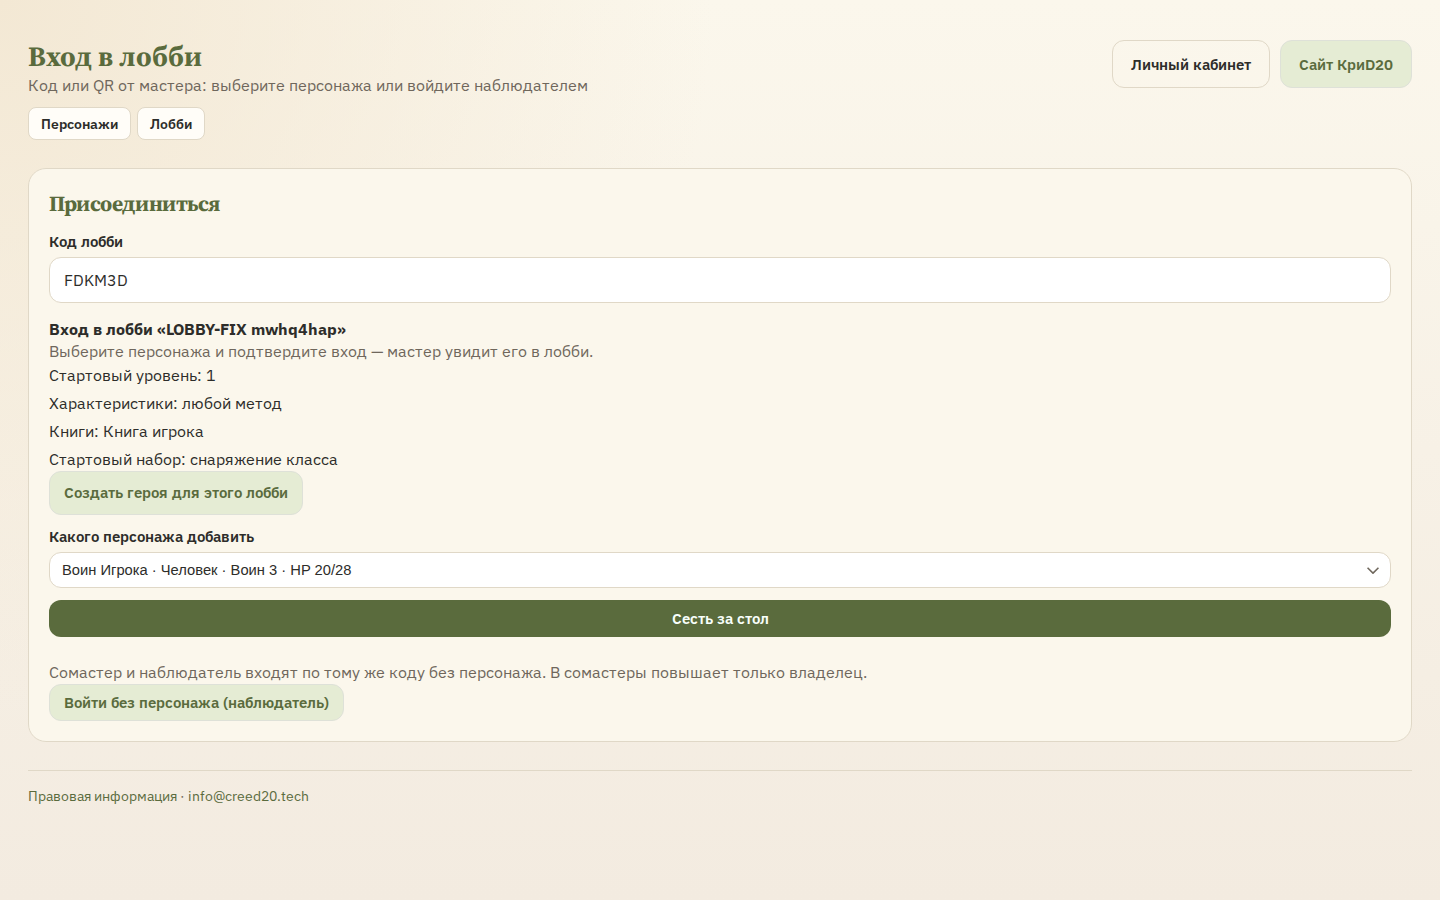 Вход в лобби
Код или QR от мастера: выберите персонажа или войдите наблюдателем
Личный кабинет
Сайт КриD20
Персонажи
Лобби
Присоединиться
Код лобби
FDKM3D
Вход в лобби «LOBBY-FIX mwhq4hap»
Выберите персонажа и подтвердите вход — мастер увидит его в лобби.
Стартовый уровень: 1
Характеристики: любой метод
Книги: Книга игрока
Стартовый набор: снаряжение класса
Создать героя для этого лобби
Какого персонажа добавить
Воин Игрока · Человек · Воин 3 · HP 20/28
Сесть за стол
Сомастер и наблюдатель входят по тому же коду без персонажа. В сомастеры повышает только владелец.
Войти без персонажа (наблюдатель)
Правовая информация · info@creed20.tech